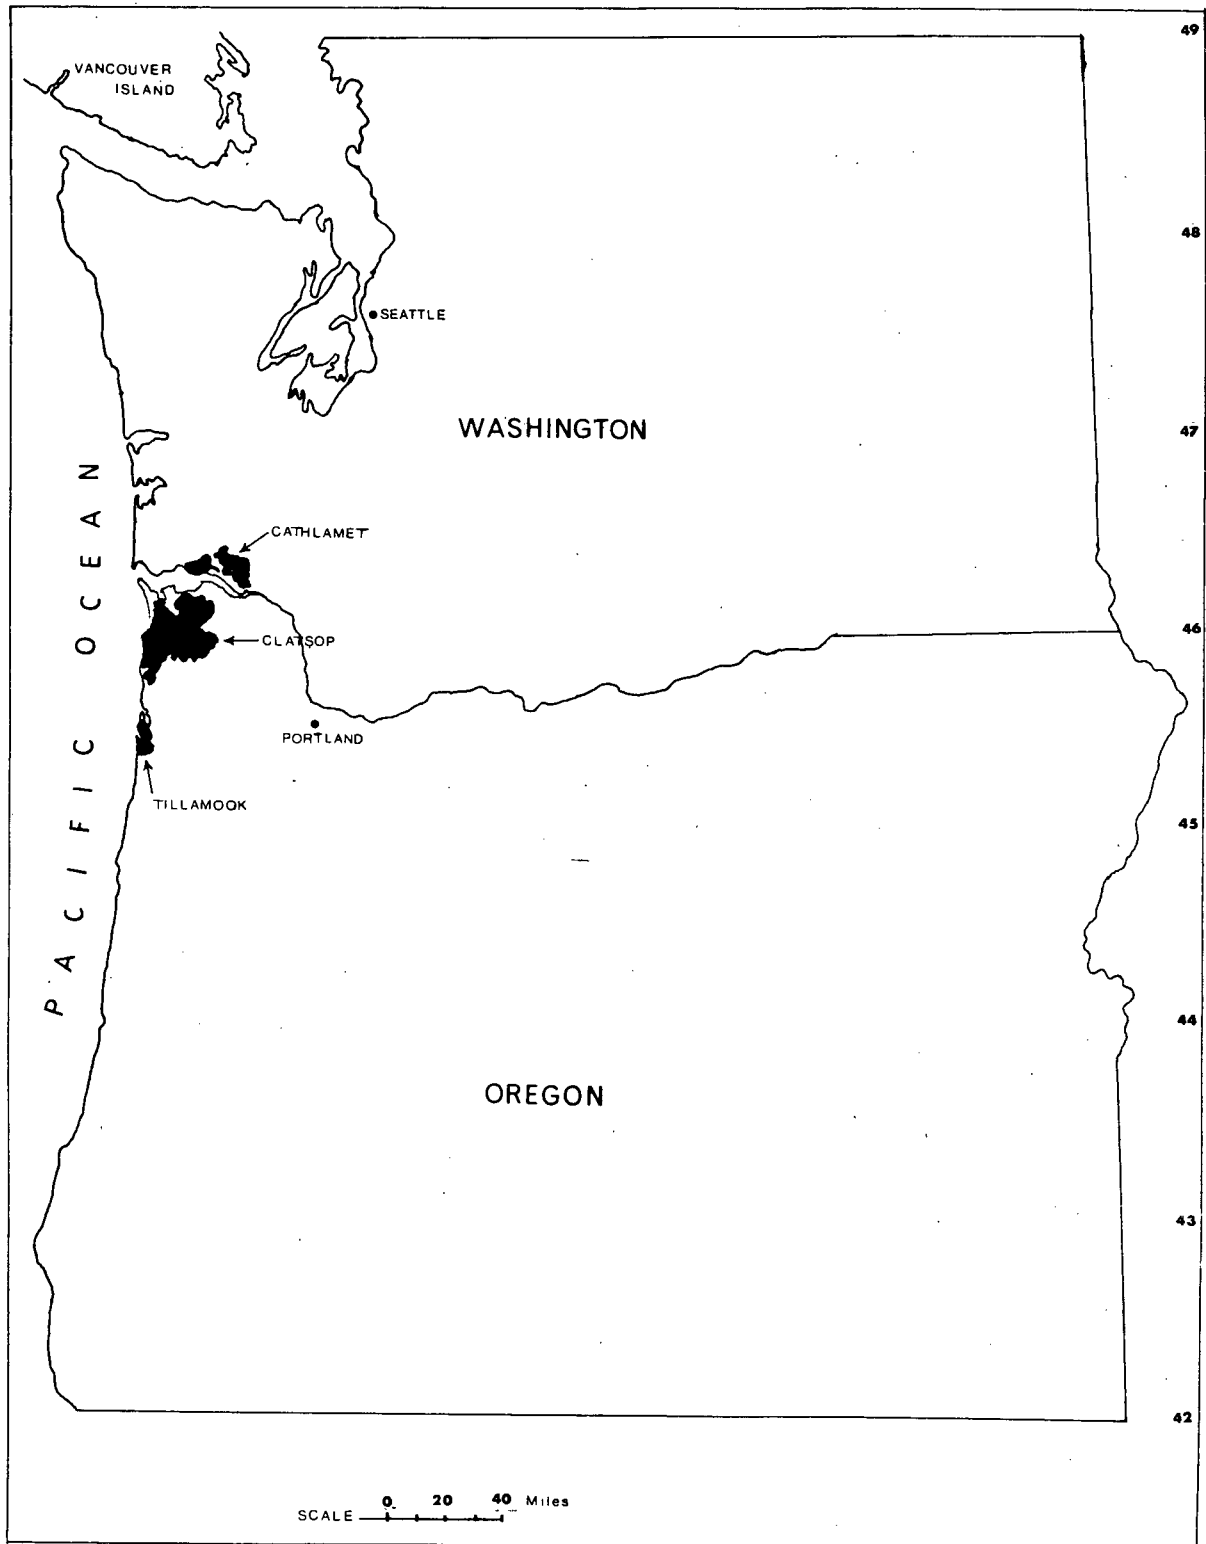 49
VANCOUVER
ISLAND
48
SEATTLE
47
WASHINGTON
PACIFIC OCEAN
CATHLAMET
46
CLATSOP
PORTLAND
TILLAMOOK
45
44
OREGON
43
42
0 20 40 Miles
SCALE